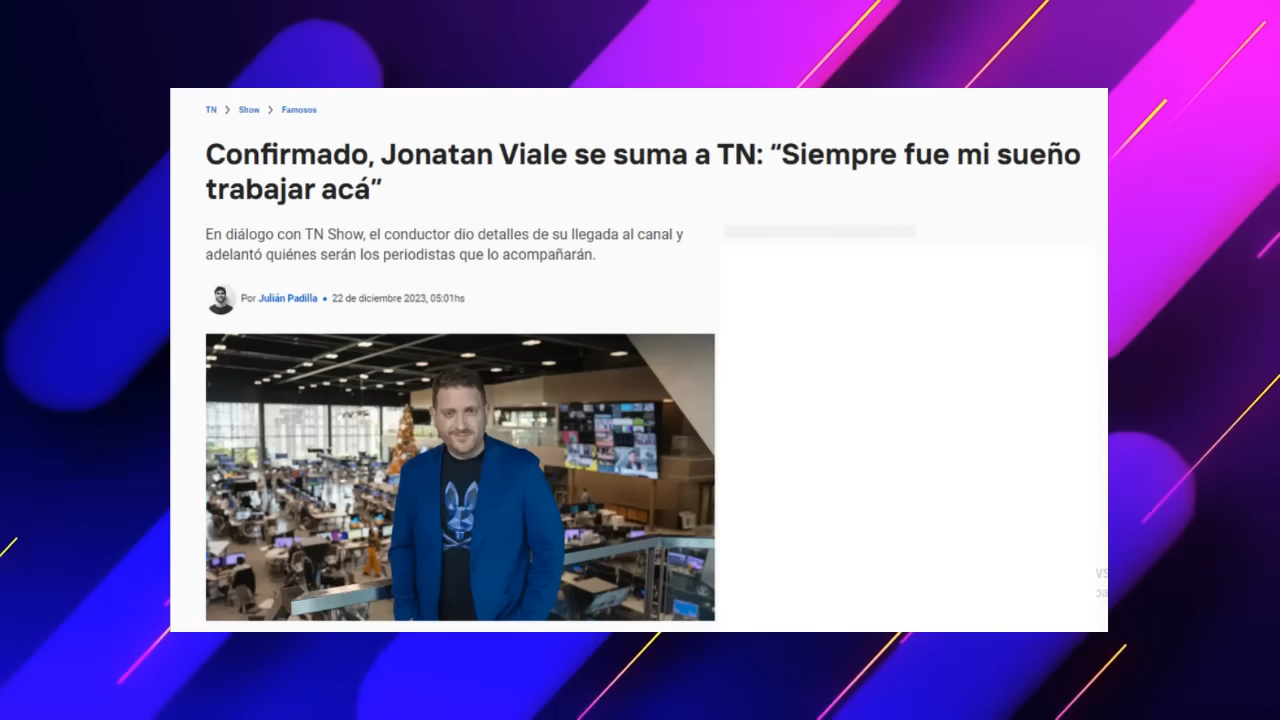 TN > Show > Famosos
Confirmado, Jonatan Viale se suma a TN: “Siempre fue mi sueño
trabajar acá”
En diálogo con TN Show, el conductor dio detalles de su llegada al canal y
adelantó quiénes serán los periodistas que lo acompañarán.
Por Julián Padilla • 22 de diciembre 2023, 05:01hs